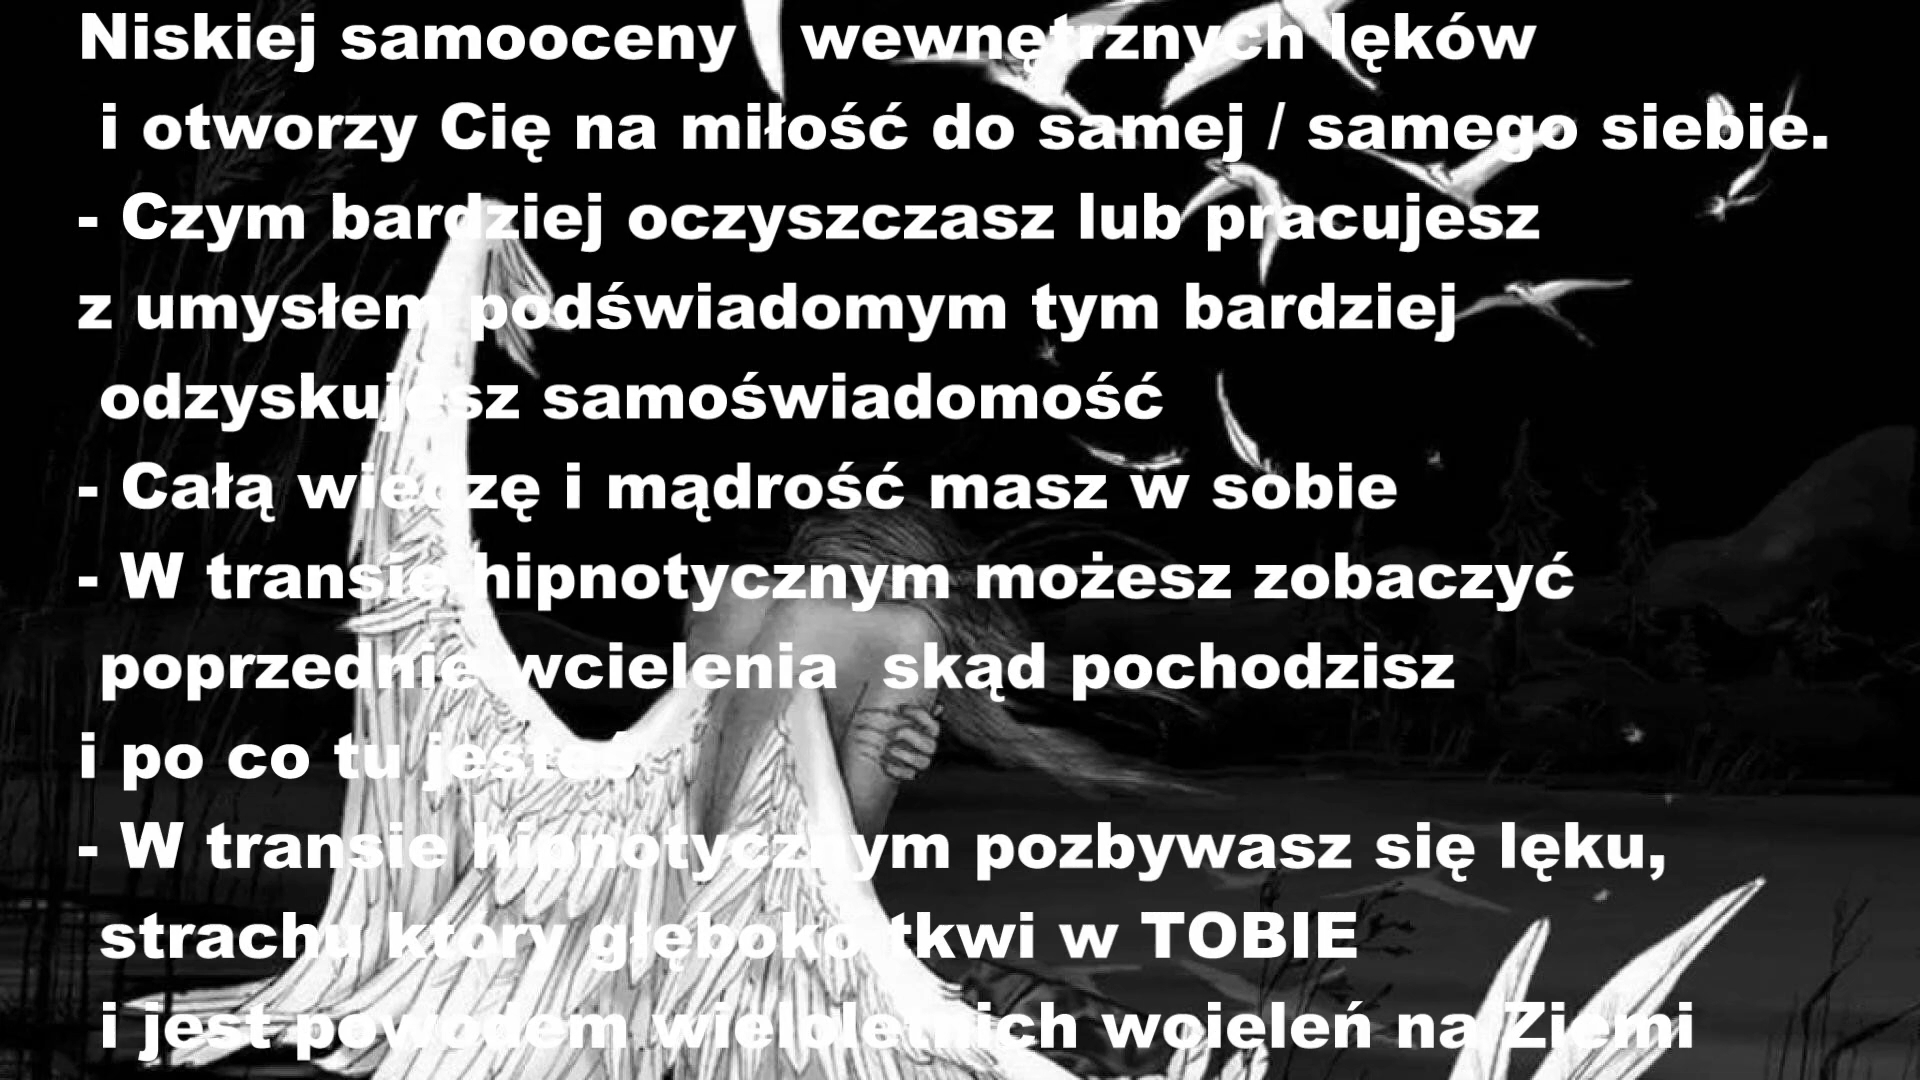 Niskiej samooceny i wewnętrznych lęków
i otworzy Cię na miłość do samej / samego siebie.
- Czym bardziej oczyszczasz lub pracujesz
z umysłem podświadomym tym bardziej
odzyskujesz samoświadomość
- Całą wiedzę i mądrość masz w sobie
- W transie hipnotycznym możesz zobaczyć
poprzednie wcielenia skąd pochodzisz
i po co tu jesteś
- W transie hipnotycznym pozbywasz się lęku,
strachu który głęboko tkwi w TOBIE
i jest powodem wieloletnich wcieleń na Ziemi